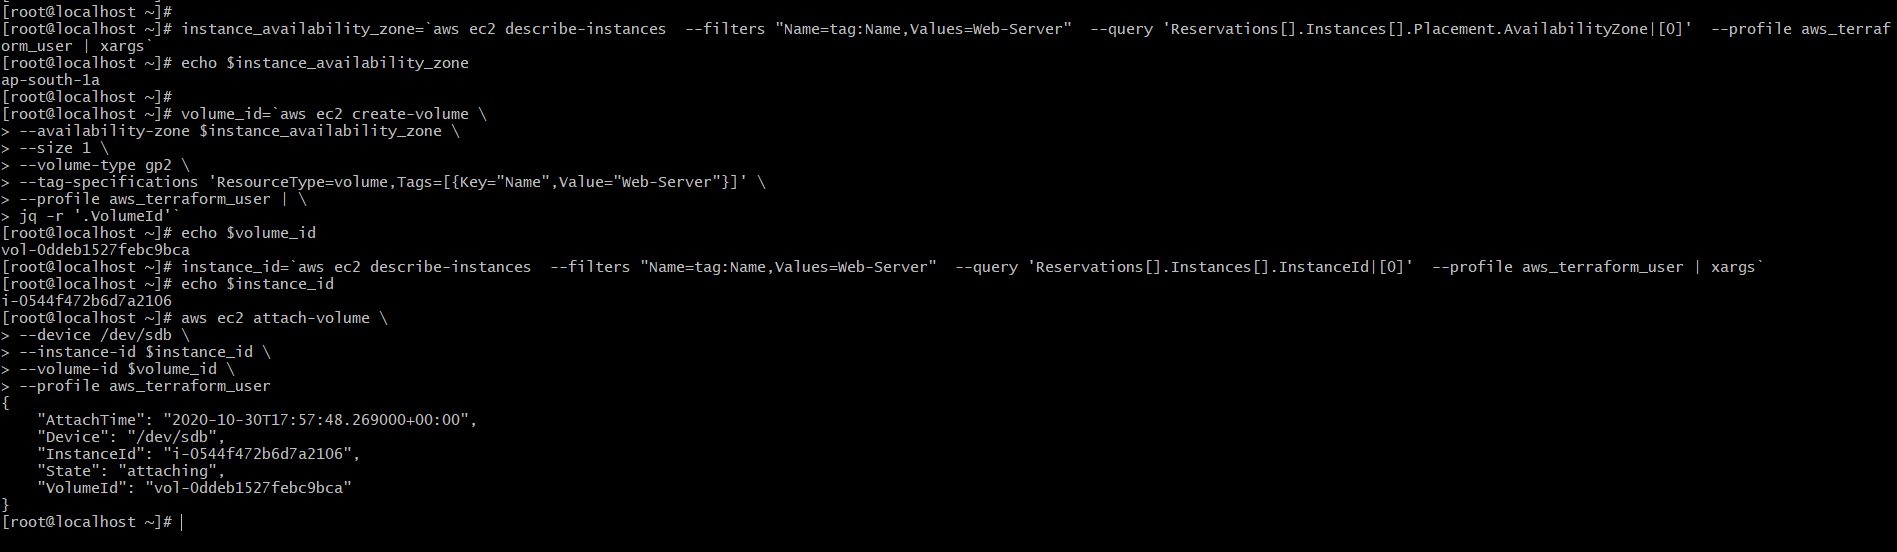 [root@localhost ~]#
[root@localhost ~]# instance_availability_zone=`aws ec2 describe-instances  --filters "Name=tag:Name,Values=Web-Server"  --query 'Reservations[].Instances[].Placement.AvailabilityZone|[0]'  --profile aws_terraf
orm_user | xargs`
[root@localhost ~]# echo $instance_availability_zone
ap-south-1a
[root@localhost ~]#
[root@localhost ~]# volume_id=`aws ec2 create-volume \
> --availability-zone $instance_availability_zone \
> --size 1 \
> --volume-type gp2 \
> --tag-specifications 'ResourceType=volume,Tags=[{Key="Name",Value="Web-Server"}]' \
> --profile aws_terraform_user | \
> jq -r '.VolumeId'`
[root@localhost ~]# echo $volume_id
vol-0ddeb1527febc9bca
[root@localhost ~]# instance_id=`aws ec2 describe-instances  --filters "Name=tag:Name,Values=Web-Server"  --query 'Reservations[].Instances[].InstanceId|[0]'  --profile aws_terraform_user | xargs`
[root@localhost ~]# echo $instance_id
i-0544f472b6d7a2106
[root@localhost ~]# aws ec2 attach-volume \
> --device /dev/sdb \
> --instance-id $instance_id \
> --volume-id $volume_id \
> --profile aws_terraform_user
{
    "AttachTime": "2020-10-30T17:57:48.269000+00:00",
    "Device": "/dev/sdb",
    "InstanceId": "i-0544f472b6d7a2106",
    "State": "attaching",
    "VolumeId": "vol-0ddeb1527febc9bca"
}
[root@localhost ~]#